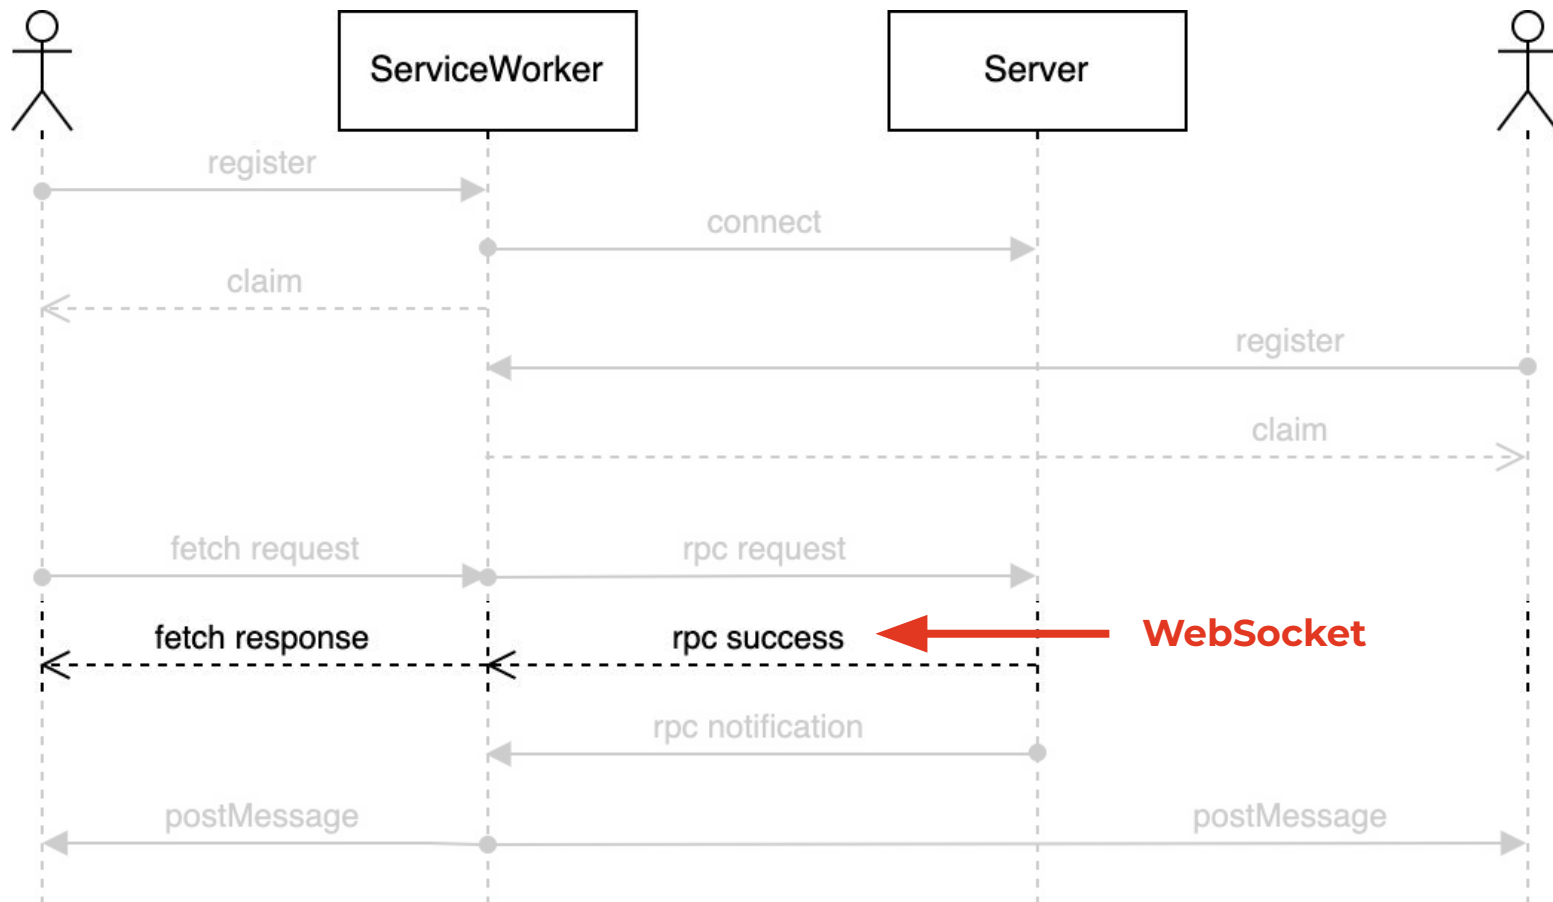 ServiceWorker
Server
register
connect
claim
register
claim
fetch request
rpc request
fetch response
rpc success
WebSocket
rpc notification
postMessage
postMessage